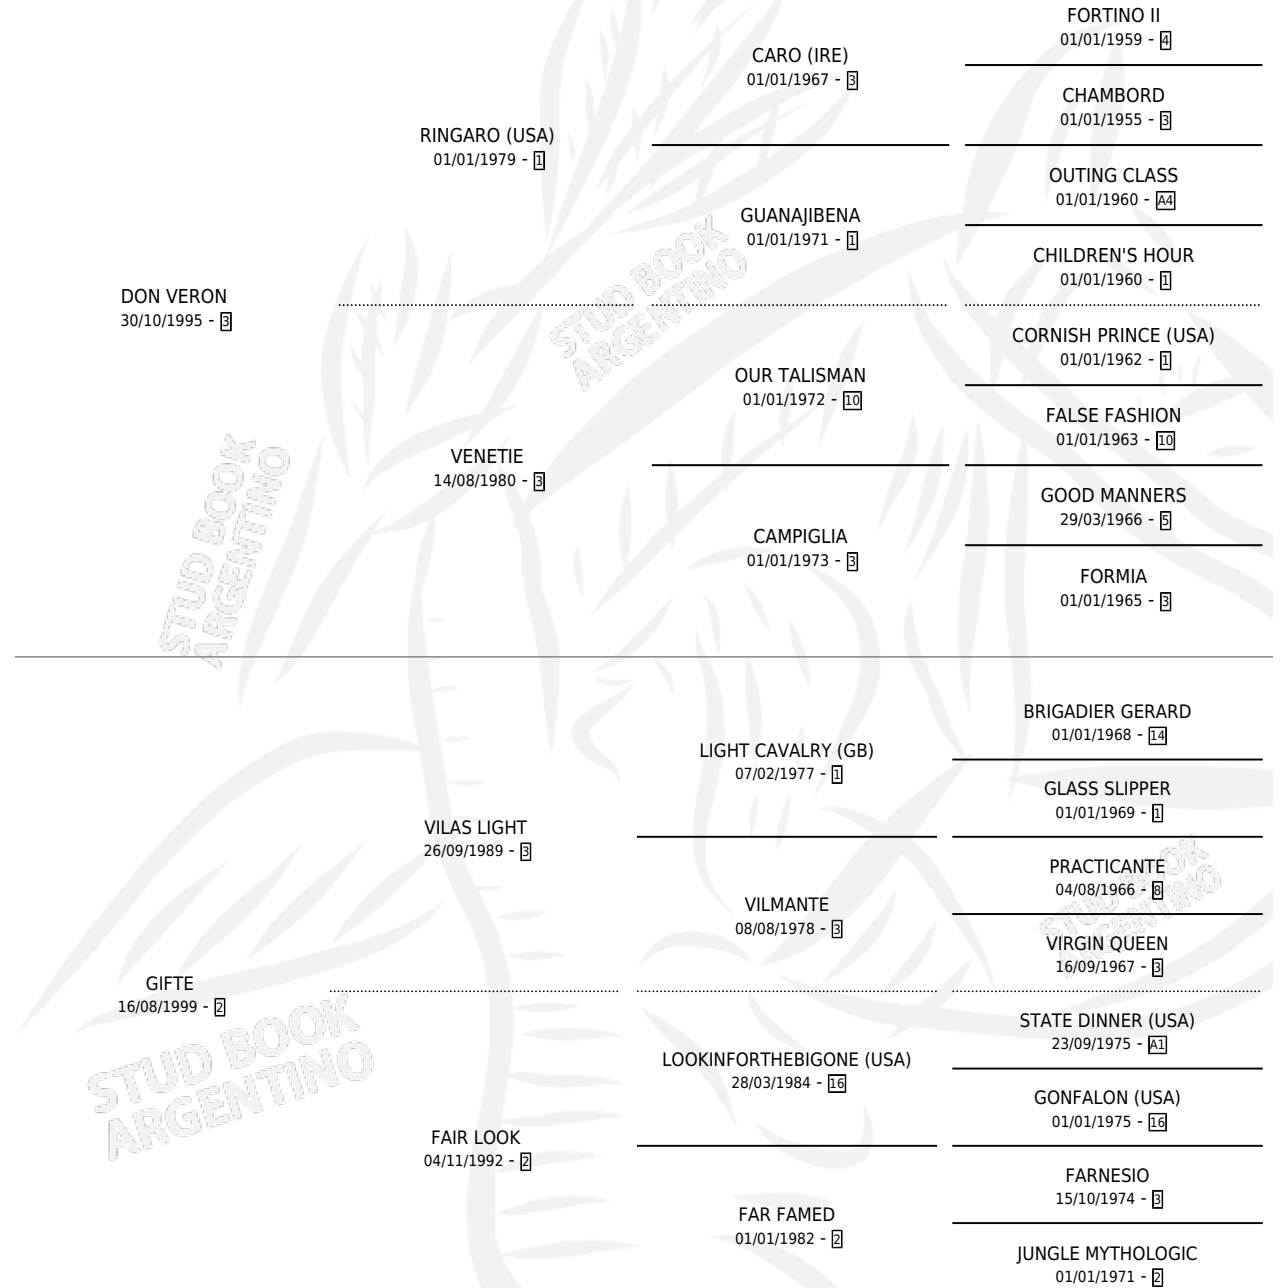 FORTINO II
01/01/1959 - 4
CARO (IRE)
01/01/1967 - 3
CHAMBORD
01/01/1955 - 3
RINGARO (USA)
01/01/1979 - 1
OUTING CLASS
01/01/1960 - A4
GUANAJIBENA
01/01/1971 - 1
CHILDREN'S HOUR
01/01/1960 - 1
DON VERON
30/10/1995 - 3
CORNISH PRINCE (USA)
01/01/1962 - 1
OUR TALISMAN
01/01/1972 - 10
FALSE FASHION
01/01/1963 - 10
VENETIE
14/08/1980 - 3
GOOD MANNERS
29/03/1966 - 5
CAMPIGLIA
01/01/1973 - 3
FORMIA
01/01/1965 - 3
BRIGADIER GERARD
01/01/1968 - 14
LIGHT CAVALRY (GB)
07/02/1977 - 1
GLASS SLIPPER
01/01/1969 - 1
VILAS LIGHT
26/09/1989 - 3
PRACTICANTE
04/08/1966 - 8
VILMANTE
08/08/1978 - 3
VIRGIN QUEEN
16/09/1967 - 3
GIFTE
16/08/1999 - 2
STATE DINNER (USA)
23/09/1975 - A1
LOOKINFORTHEBIGONE (USA)
28/03/1984 - 16
GONFALON (USA)
01/01/1975 - 16
FAIR LOOK
04/11/1992 - 2
FARNESIO
15/10/1974 - 3
FAR FAMED
01/01/1982 - 2
JUNGLE MYTHOLOGIC
01/01/1971 - 2
STUD BOOK
ARGENTINO
STUD BOOK
ARGENTINO
STUD BOOK
ARGENTINO
STUD BOOK
ARGENTINO